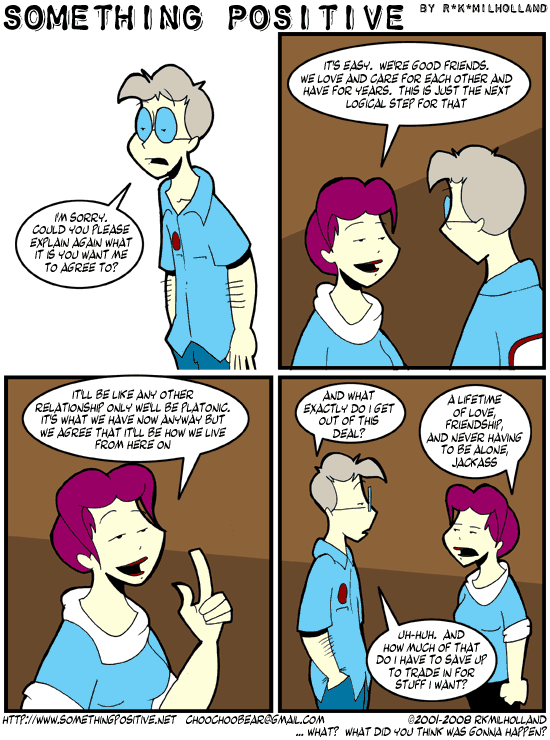 SOMETHING POSITIVE BY R*K*MILHOLLAND
I'M SORRY.
COULD YOU PLEASE
EXPLAIN AGAIN WHAT
IT IS YOU WANT ME
TO AGREE TO?
IT'S EASY. WE'RE GOOD FRIENDS.
WE LOVE AND CARE FOR EACH OTHER AND
HAVE FOR YEARS. THIS IS JUST THE NEXT
LOGICAL STEP FOR THAT
IT'LL BE LIKE ANY OTHER
RELATIONSHIP ONLY WE'LL BE PLATONIC.
IT'S WHAT WE HAVE NOW ANYWAY BUT
WE AGREE THAT IT'LL BE HOW WE LIVE
FROM HERE ON
AND WHAT
EXACTLY DO I GET
OUT OF THIS
DEAL?
A LIFETIME
OF LOVE,
FRIENDSHIP,
AND NEVER HAVING
TO BE ALONE,
JACKASS
UH-HUH. AND
HOW MUCH OF THAT
DO I HAVE TO SAVE UP
TO TRADE IN FOR
STUFF I WANT?
HTTP://WWW.SOMETHINGPOSITIVE.NET CHOOCHOOBEAR@GMAIL.COM ©2001-2008 RKMILHOLLAND
... WHAT? WHAT DID YOU THINK WAS GONNA HAPPEN?